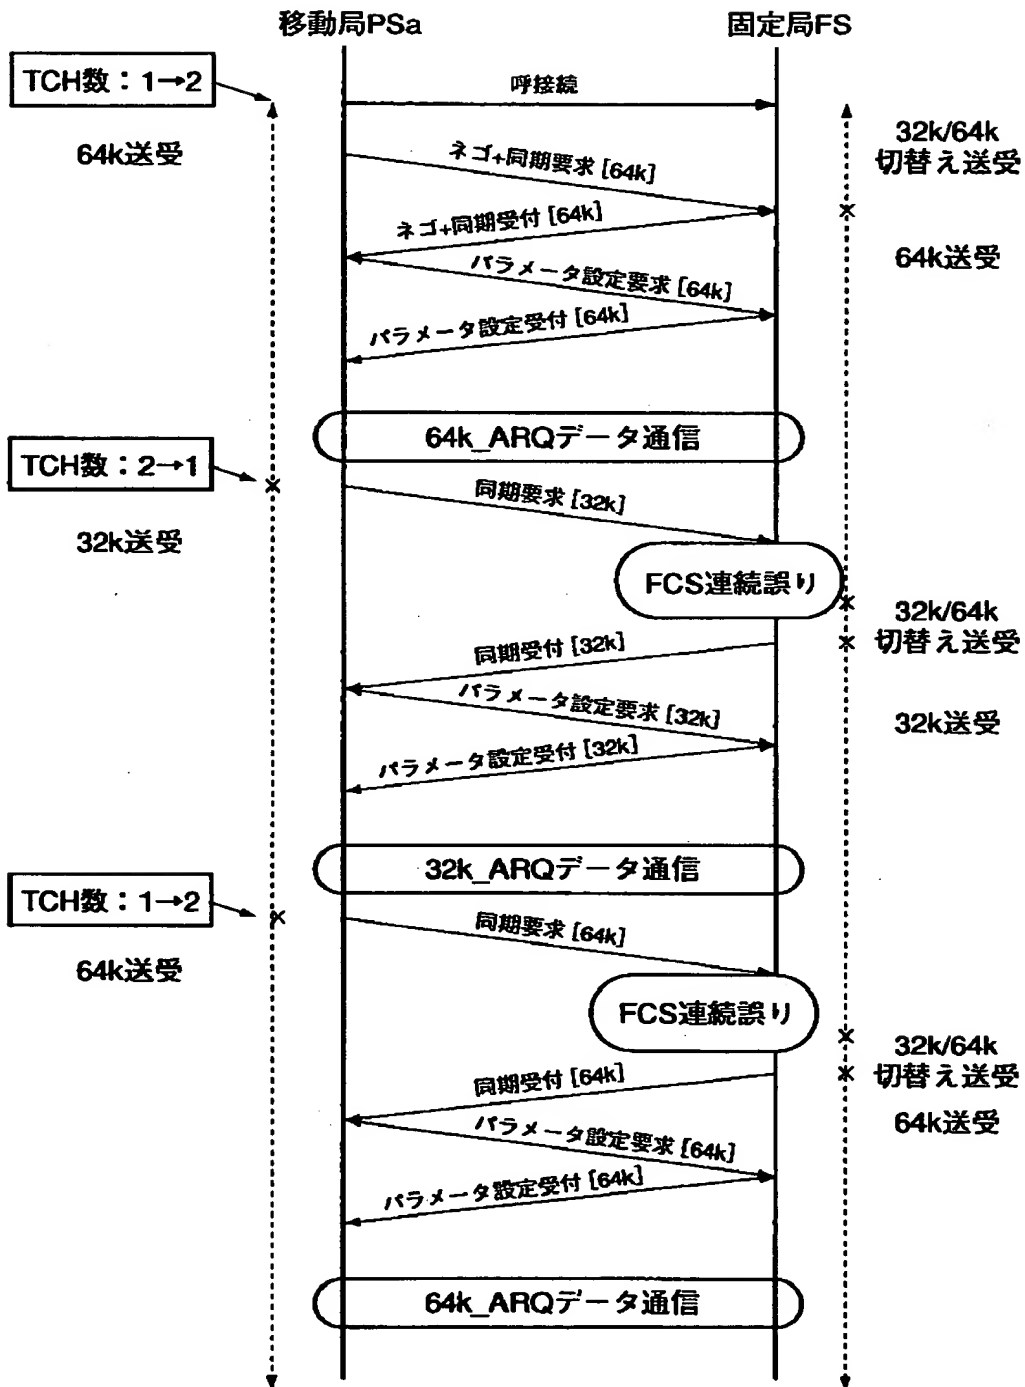 移動局PSa
固定局FS
TCH数：1→2
呼接続
64k送受
32k/64k
切替え送受
ネゴ+同期要求 [64k]
ネゴ+同期受付 [64k]
64k送受
パラメータ設定要求 [64k]
パラメータ設定受付 [64k]
64k_ARQデータ通信
TCH数：2→1
同期要求 [32k]
32k送受
FCS連続誤り
32k/64k
切替え送受
同期受付 [32k]
パラメータ設定要求 [32k]
32k送受
パラメータ設定受付 [32k]
32k_ARQデータ通信
TCH数：1→2
同期要求 [64k]
64k送受
FCS連続誤り
32k/64k
切替え送受
同期受付 [64k]
64k送受
パラメータ設定要求 [64k]
パラメータ設定受付 [64k]
64k_ARQデータ通信